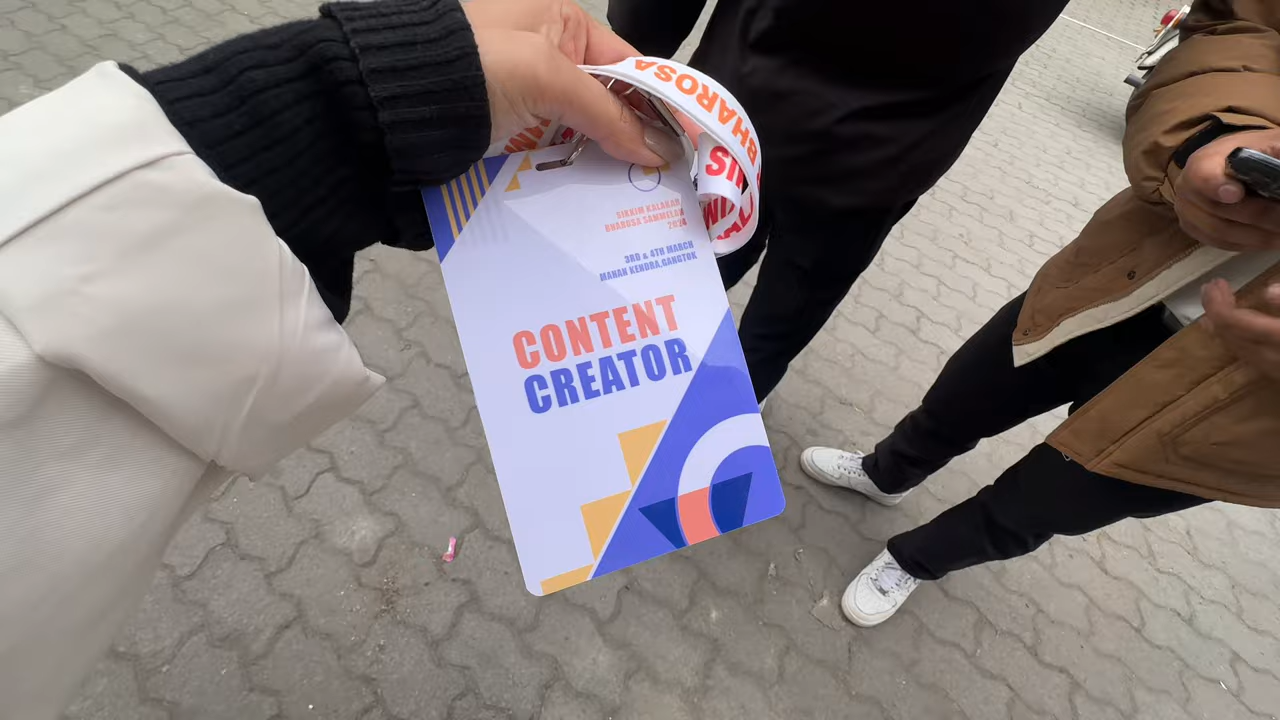 BHAROSA
SIKKIM KALAKAR
BHAROSA SAMMELAN
2024
3RD & 4TH MARCH
MANAN KENDRA,GANGTOK
CONTENT
CREATOR